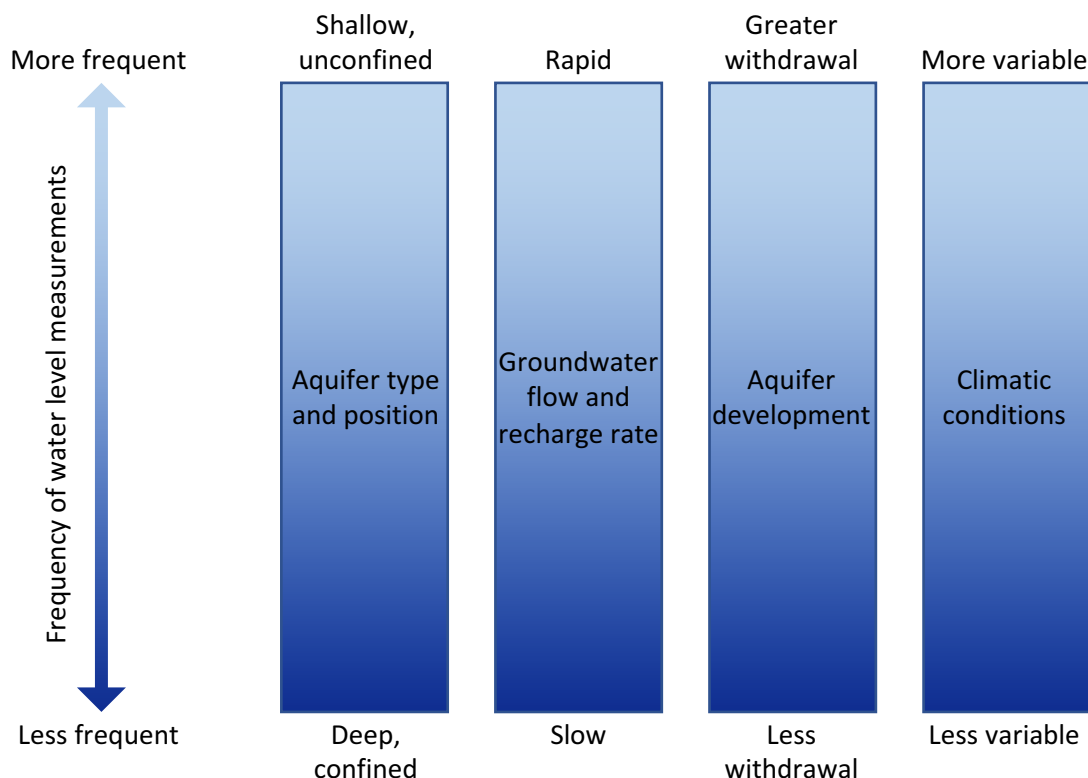 More frequent
Shallow,
unconfined
Rapid
Greater
withdrawal
More variable
Frequency of water level measurements
Aquifer type
and position
Groundwater
flow and
recharge rate
Aquifer
development
Climatic
conditions
Less frequent
Deep,
confined
Slow
Less
withdrawal
Less variable